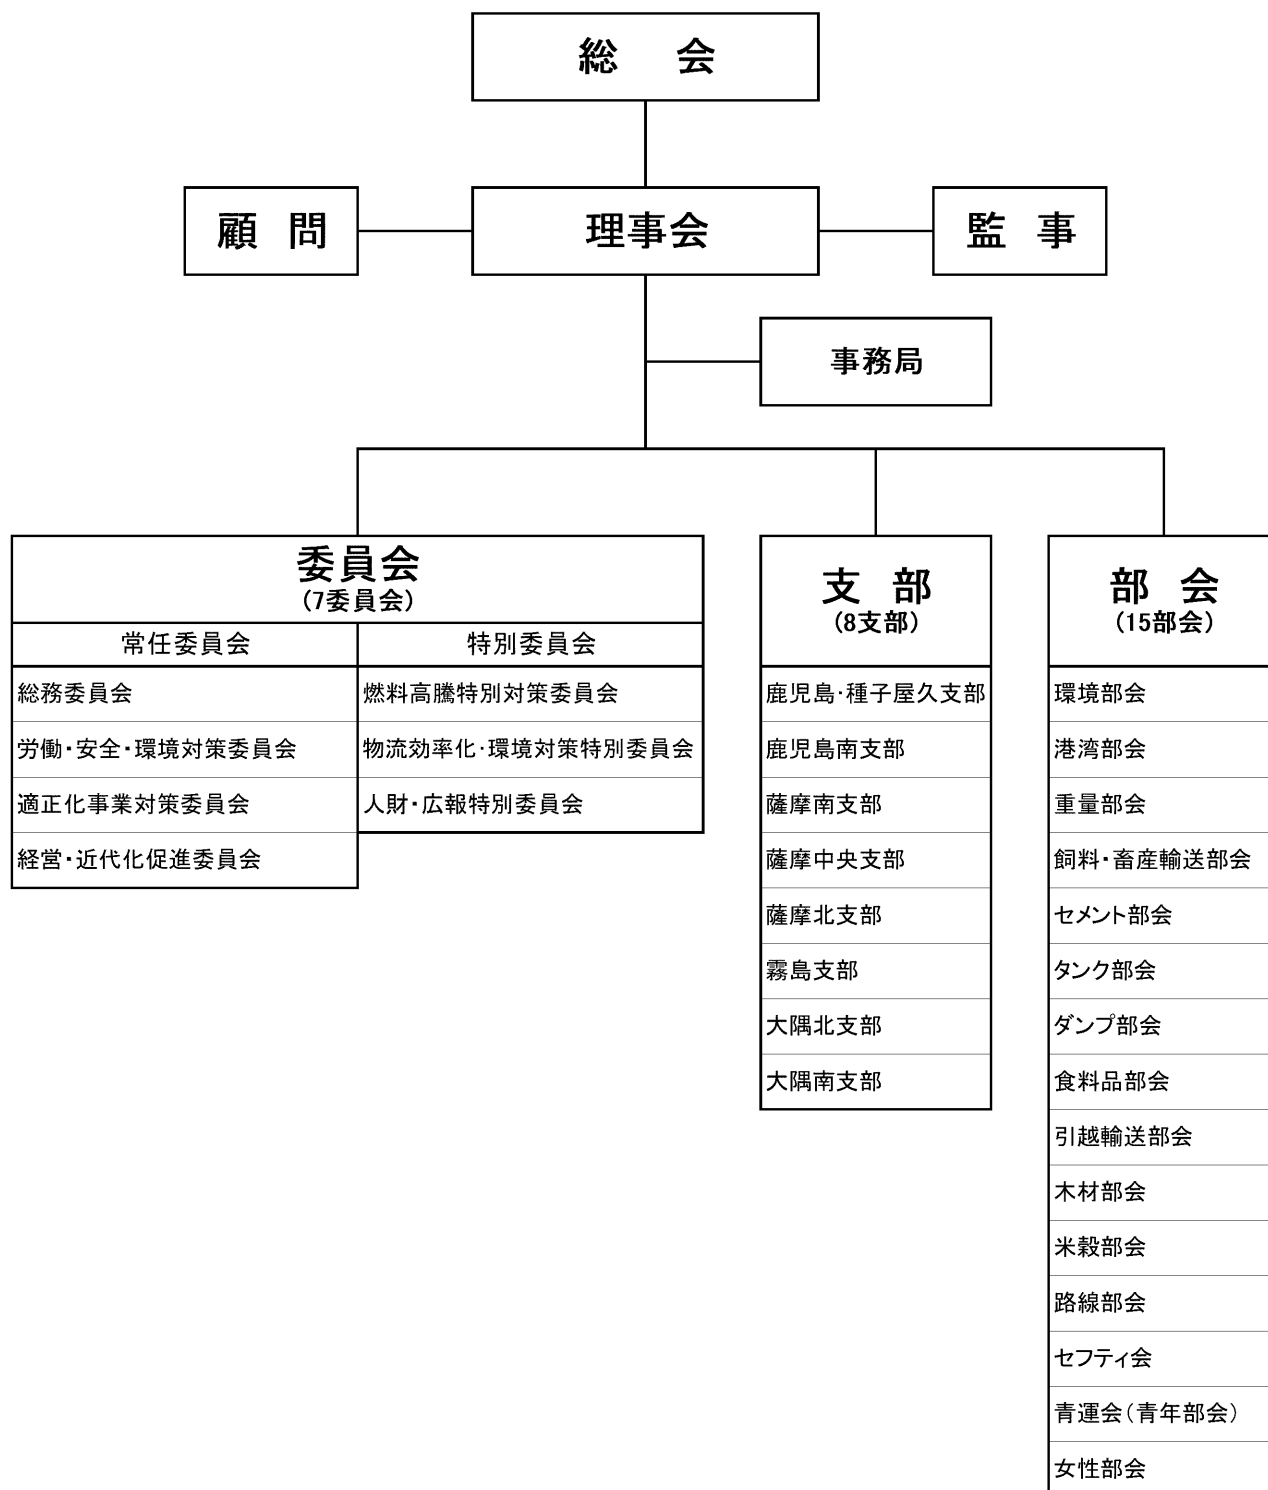 総 会
顧 問
理事会
監 事
事務局
委員会
(7委員会)
常任委員会
特別委員会
総務委員会
労働・安全・環境対策委員会
適正化事業対策委員会
経営・近代化促進委員会
燃料高騰特別対策委員会
物流効率化・環境対策特別委員会
人財・広報特別委員会
支 部
(8支部)
鹿児島・種子屋久支部
鹿児島南支部
薩摩南支部
薩摩中央支部
薩摩北支部
霧島支部
大隅北支部
大隅南支部
部 会
(15部会)
環境部会
港湾部会
重量部会
飼料・畜産輸送部会
セメント部会
タンク部会
ダンプ部会
食料品部会
引越輸送部会
木材部会
米穀部会
路線部会
セフティ会
青運会(青年部会)
女性部会